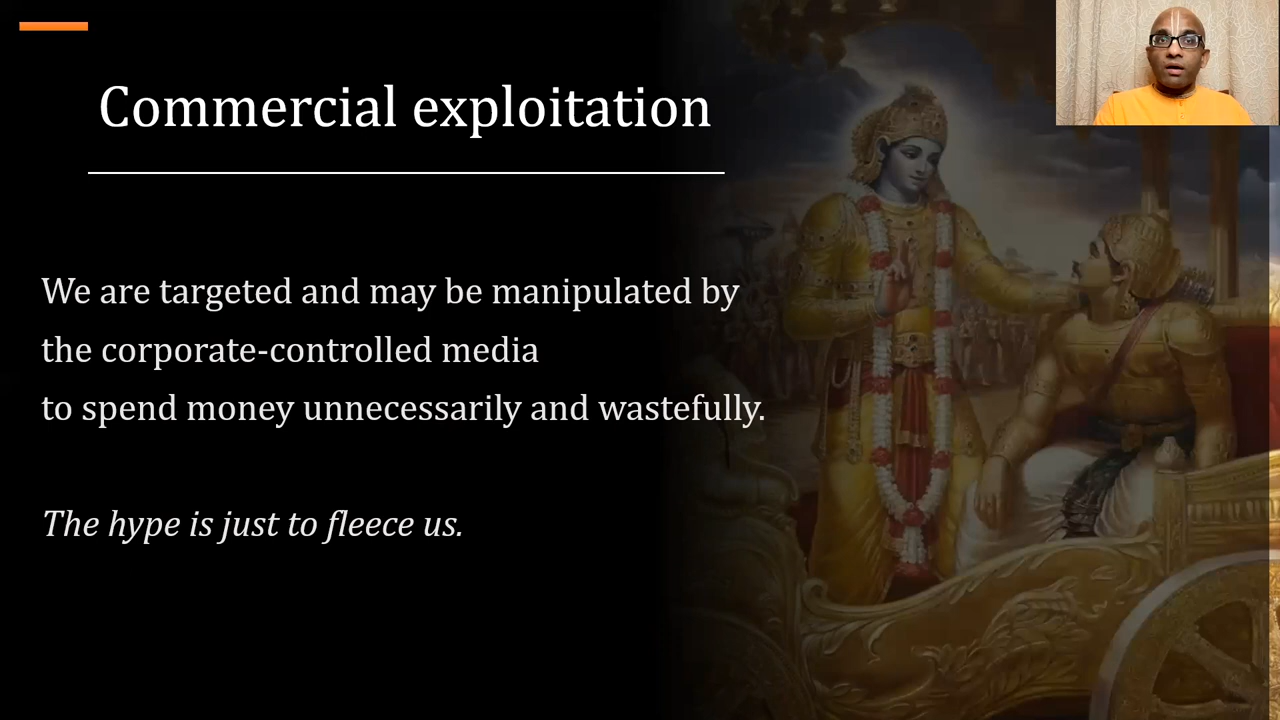 Commercial exploitation
We are targeted and may be manipulated by
the corporate-controlled media
to spend money unnecessarily and wastefully.
The hype is just to fleece us.